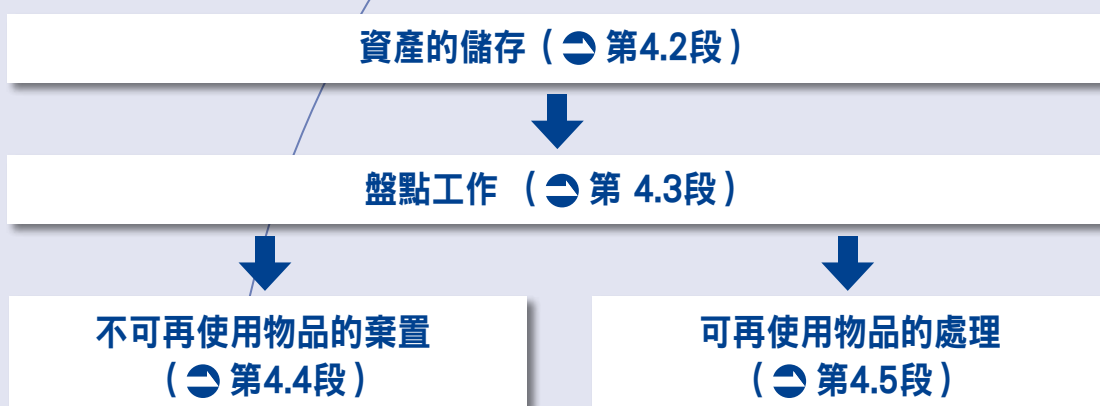 資產的儲存（➲ 第4.2段）
盤點工作 （➲ 第 4.3段）
不可再使用物品的棄置
（➲ 第4.4段）
可再使用物品的處理
（➲ 第4.5段）